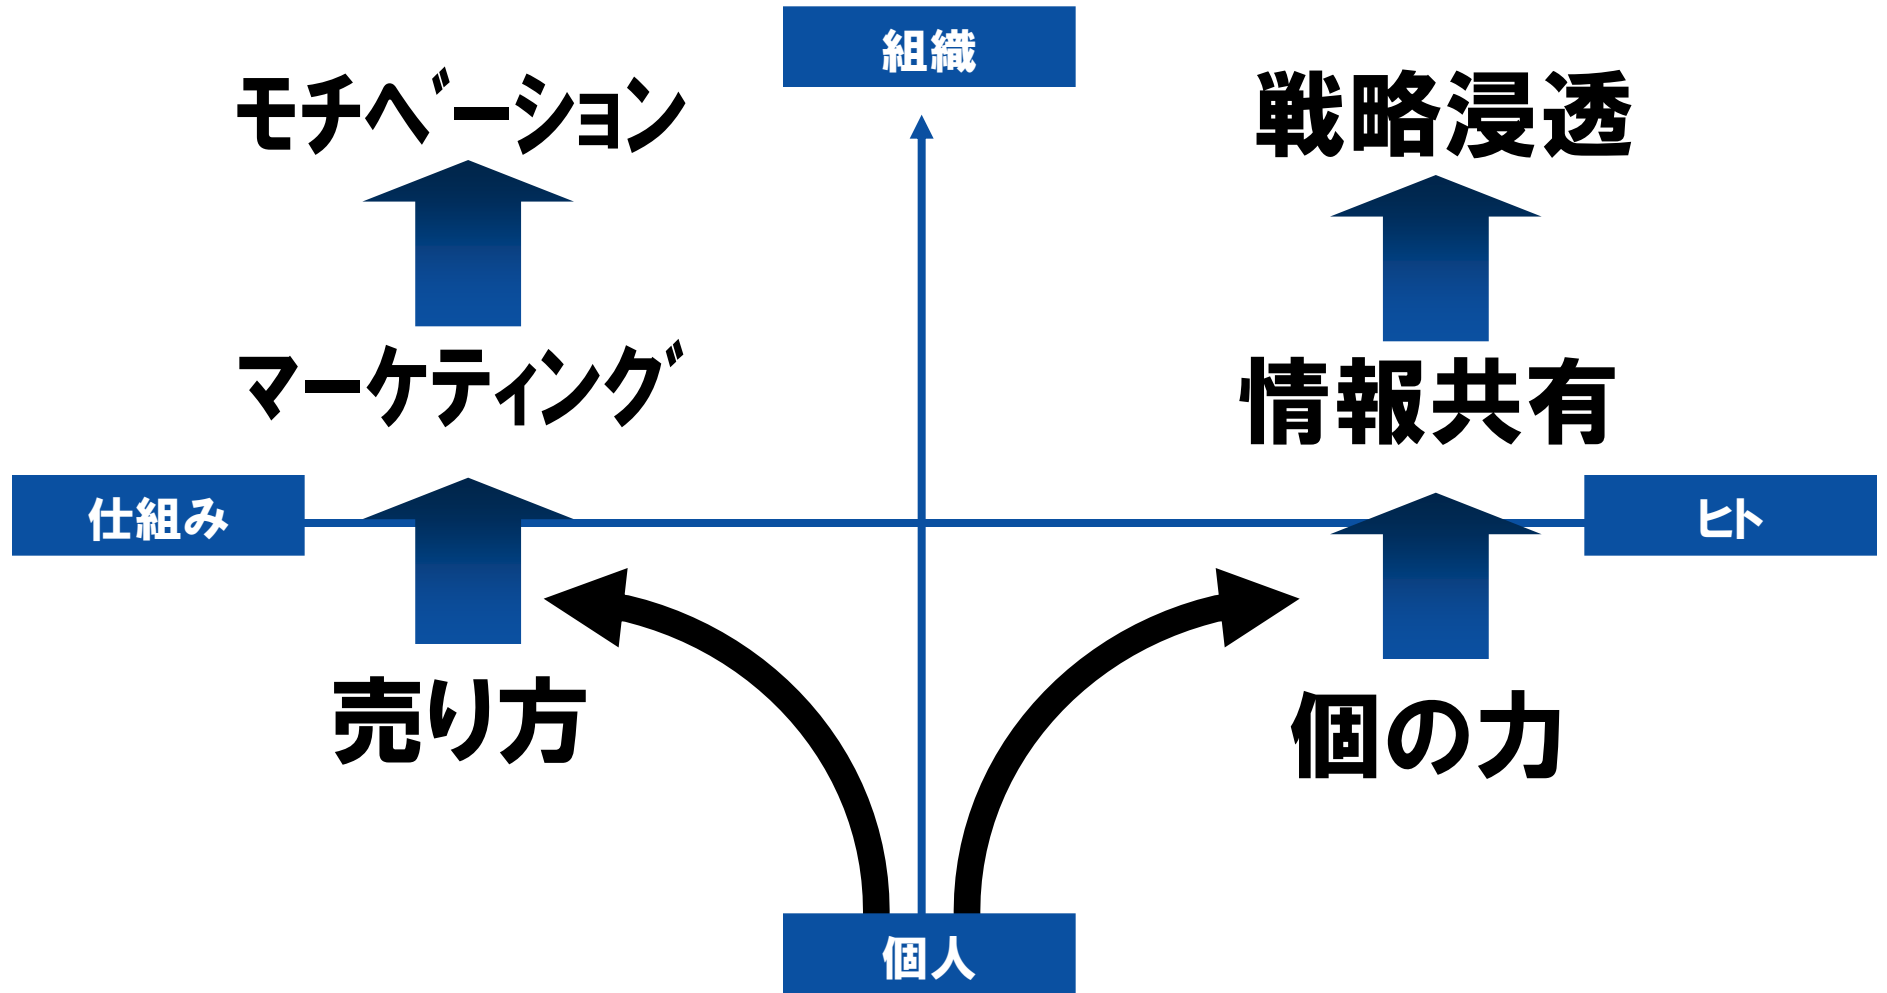 組織
モチベーション
戦略浸透
マーケティング
情報共有
仕組み
ヒト
売り方
個の力
個人